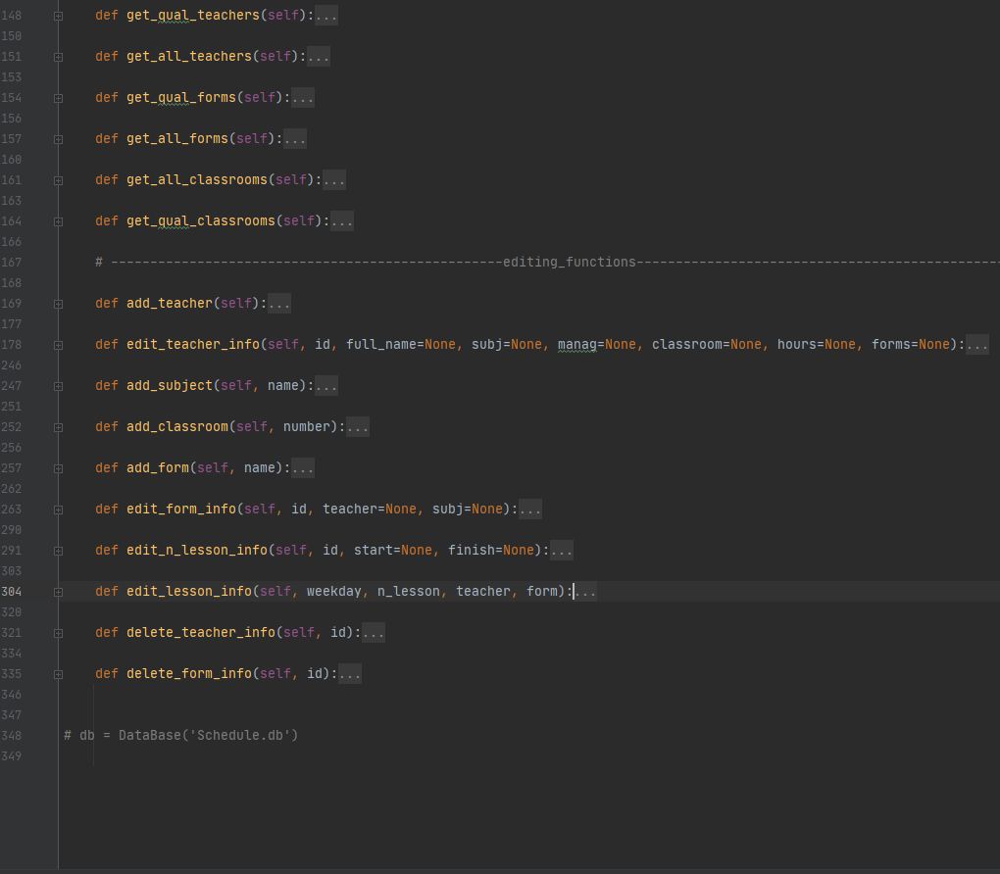 148 def get_qual_teachers(self):...
150
151 def get_all_teachers(self):...
153
154 def get_qual_forms(self):...
156
157 def get_all_forms(self):...
160
161 def get_all_classrooms(self):...
163
164 def get_qual_classrooms(self):...
166
167 # --------------------------------------------------editing_functions-----------------------------------------------
168
169 def add_teacher(self):...
177
178 def edit_teacher_info(self, id, full_name=None, subj=None, manag=None, classroom=None, hours=None, forms=None):...
246
247 def add_subject(self, name):...
251
252 def add_classroom(self, number):...
256
257 def add_form(self, name):...
262
263 def edit_form_info(self, id, teacher=None, subj=None):...
290
291 def edit_n_lesson_info(self, id, start=None, finish=None):...
303
304 def edit_lesson_info(self, weekday, n_lesson, teacher, form):...
320
321 def delete_teacher_info(self, id):...
334
335 def delete_form_info(self, id):...
346
347
348 # db = DataBase('Schedule.db')
349